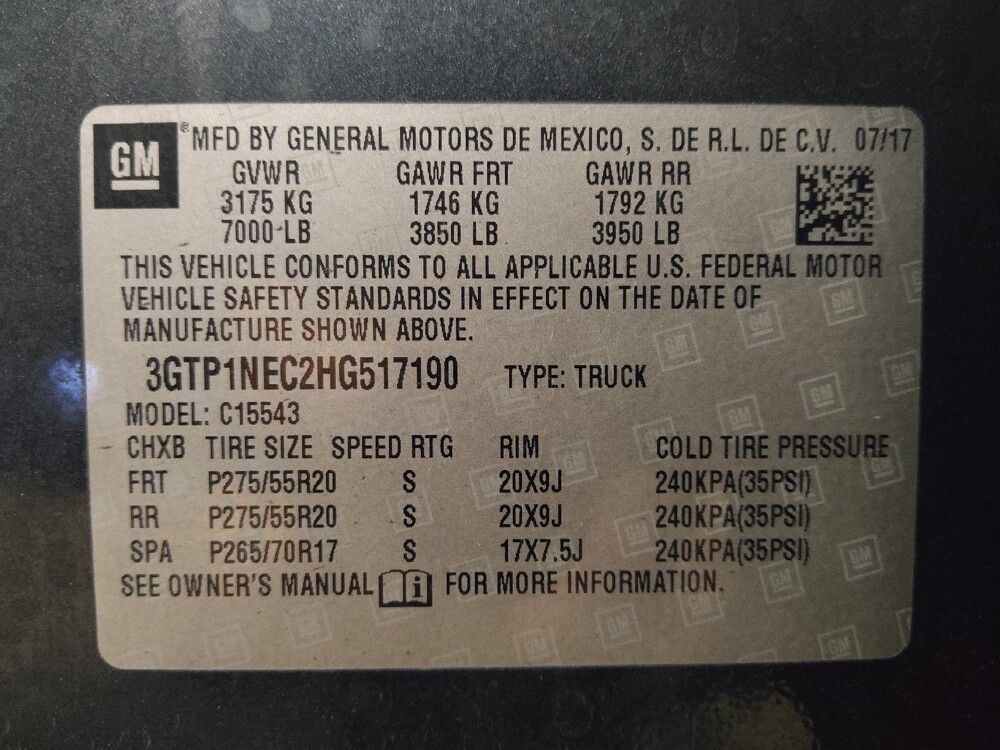 GM ® MFD BY GENERAL MOTORS DE MEXICO, S. DE R.L. DE C.V. 07/17
GVWR GAWR FRT GAWR RR
3175 KG 1746 KG 1792 KG
7000 LB 3850 LB 3950 LB
THIS VEHICLE CONFORMS TO ALL APPLICABLE U.S. FEDERAL MOTOR
VEHICLE SAFETY STANDARDS IN EFFECT ON THE DATE OF
MANUFACTURE SHOWN ABOVE.
3GTP1NEC2HG517190 TYPE: TRUCK
MODEL: C15543
CHXB TIRE SIZE SPEED RTG RIM COLD TIRE PRESSURE
FRT P275/55R20 S 20X9J 240KPA(35PSI)
RR P275/55R20 S 20X9J 240KPA(35PSI)
SPA P265/70R17 S 17X7.5J 240KPA(35PSI)
SEE OWNER'S MANUAL i FOR MORE INFORMATION.